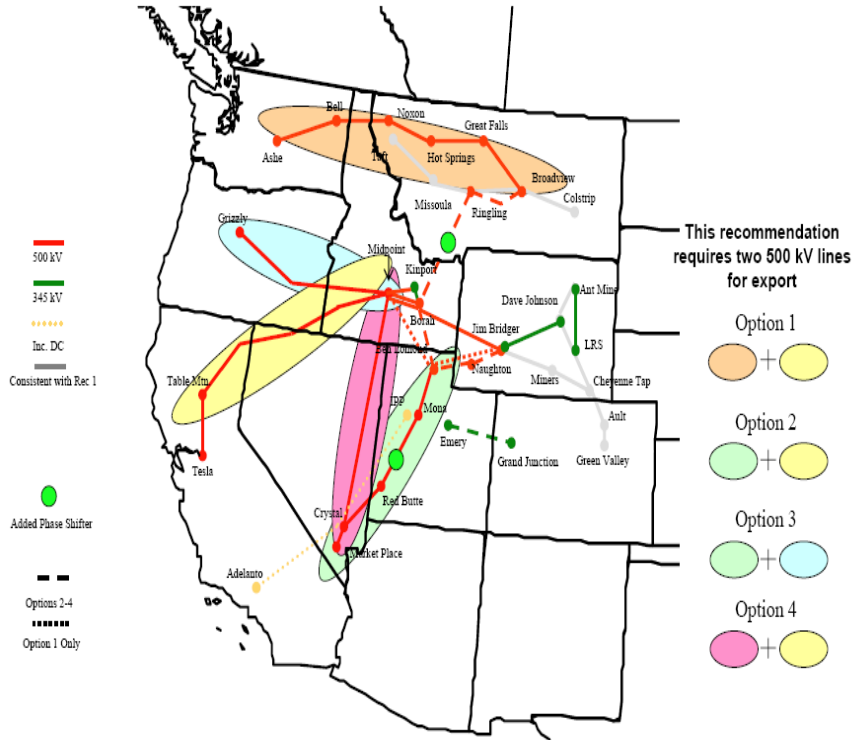 Bell
Noxon
Great Falls
Ashe
Taft
Hot Springs
Broadview
Missoula
Ringling
Colstrip
Grizzly
Midpoint
Kinport
Borah
Dave Johnson
Ant Mine
Jim Bridger
LRS
Ben Lomond
Naughton
Miners
Cheyenne Tap
Table Mtn
IPP
Mona
Emery
Ault
Grand Junction
Green Valley
Tesla
Red Butte
Crystal
Market Place
Adelanto
500 kV
345 kV
Inc. DC
Consistent with Rec 1
Added Phase Shifter
Options 2-4
Option 1 Only
This recommendation
requires two 500 kV lines
for export
Option 1
+
Option 2
+
Option 3
+
Option 4
+